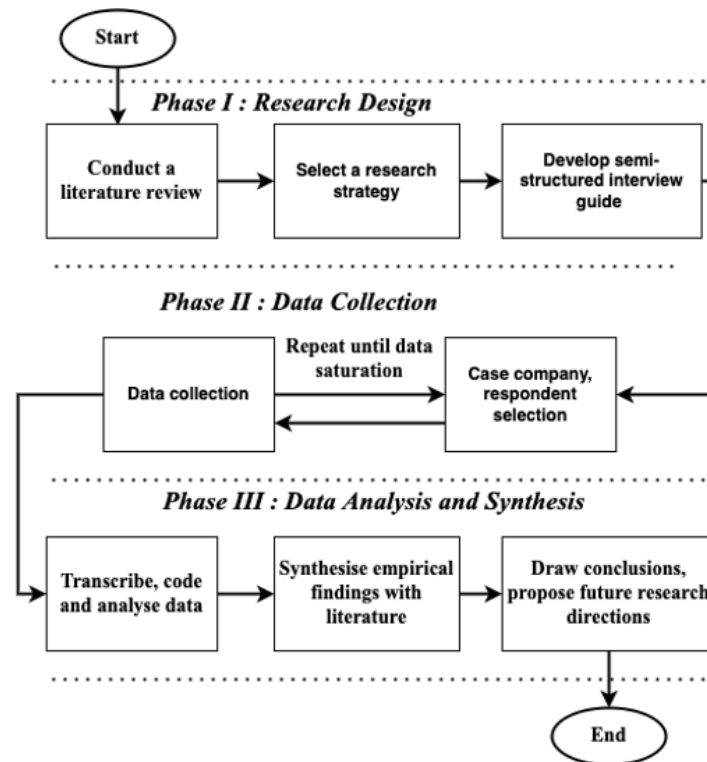 Start
Phase I : Research Design
Conduct a
literature review
Select a research
strategy
Develop semi-
structured interview
guide
Phase II : Data Collection
Data collection
Repeat until data
saturation
Case company,
respondent
selection
Phase III : Data Analysis and Synthesis
Transcribe, code
and analyse data
Synthesise empirical
findings with
literature
Draw conclusions,
propose future research
directions
End